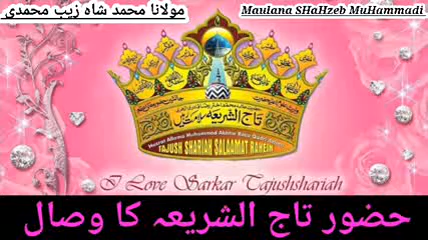 مولانا محمد شاہ زیب محمدی
Maulana SHaHzeb MuHammadi
تاج الشریعہ
TAJUSH SHARIAH SALAAMAT RAHEIN
I Love Sarkar Tajushshariah
حضور تاج الشریعہ کا وصال